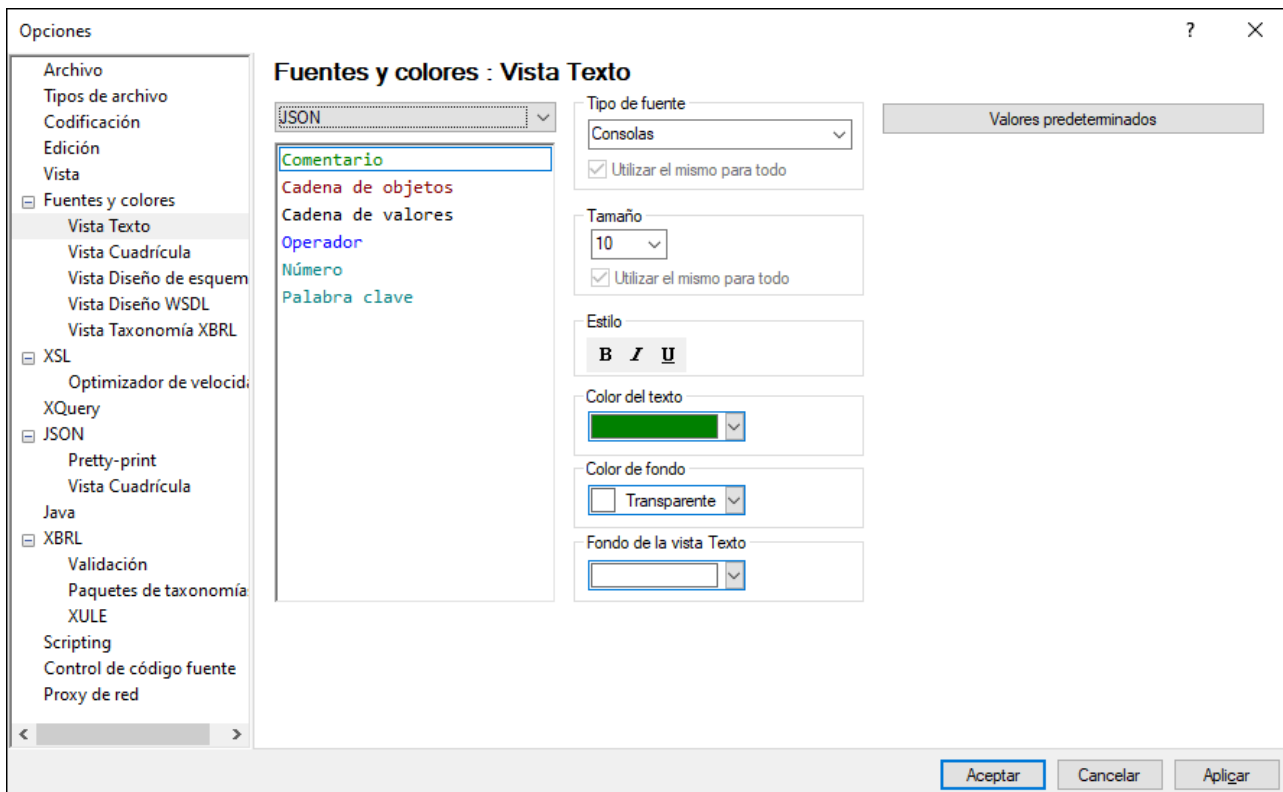 Opciones
?
Archivo
Tipos de archivo
Codificación
Edición
Vista
Fuentes y colores
Vista Texto
Vista Cuadrícula
Vista Diseño de esquem
Vista Diseño WSDL
Vista Taxonomía XBRL
XSL
Optimizador de velocida
XQuery
JSON
Pretty-print
Vista Cuadrícula
Java
XBRL
Validación
Paquetes de taxonomía
XULE
Scripting
Control de código fuente
Proxy de red
Fuentes y colores : Vista Texto
JSON
Comentario
Cadena de objetos
Cadena de valores
Operador
Número
Palabra clave
Tipo de fuente
Consolas
Utilizar el mismo para todo
Tamaño
10
Utilizar el mismo para todo
Estilo
B I U
Color del texto
Color de fondo
Transparente
Fondo de la vista Texto
Valores predeterminados
Aceptar
Cancelar
Aplicar